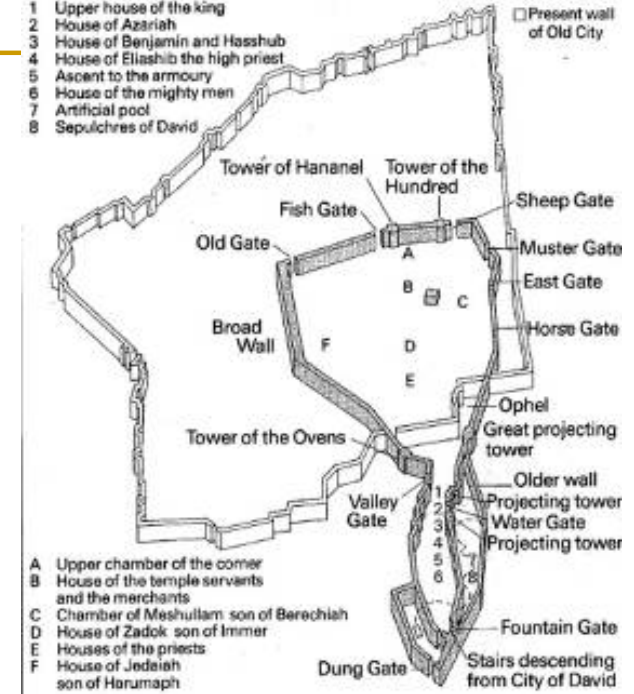 1 Upper house of the king
2 House of Azariah
3 House of Benjamin and Hasshub
4 House of Eliashib the high priest
5 Ascent to the armoury
6 House of the mighty men
7 Artificial pool
8 Sepulchres of David
Present wall
of Old City
Tower of Hananel
Tower of the
Hundred
Fish Gate
Sheep Gate
Old Gate
Muster Gate
A
East Gate
B
C
Broad
Wall
Horse Gate
F
D
E
Ophel
Great projecting
tower
Tower of the Ovens
Older wall
Valley
Gate
Projecting tower
Water Gate
Projecting tower
1
2
3
4
5
6
7
8
A Upper chamber of the corner
B House of the temple servants
and the merchants
C Chamber of Meshullam son of Berechiah
D House of Zadok son of Immer
E Houses of the priests
F House of Jedaiah
son of Harumaph
Fountain Gate
Dung Gate
Stairs descending
from City of David